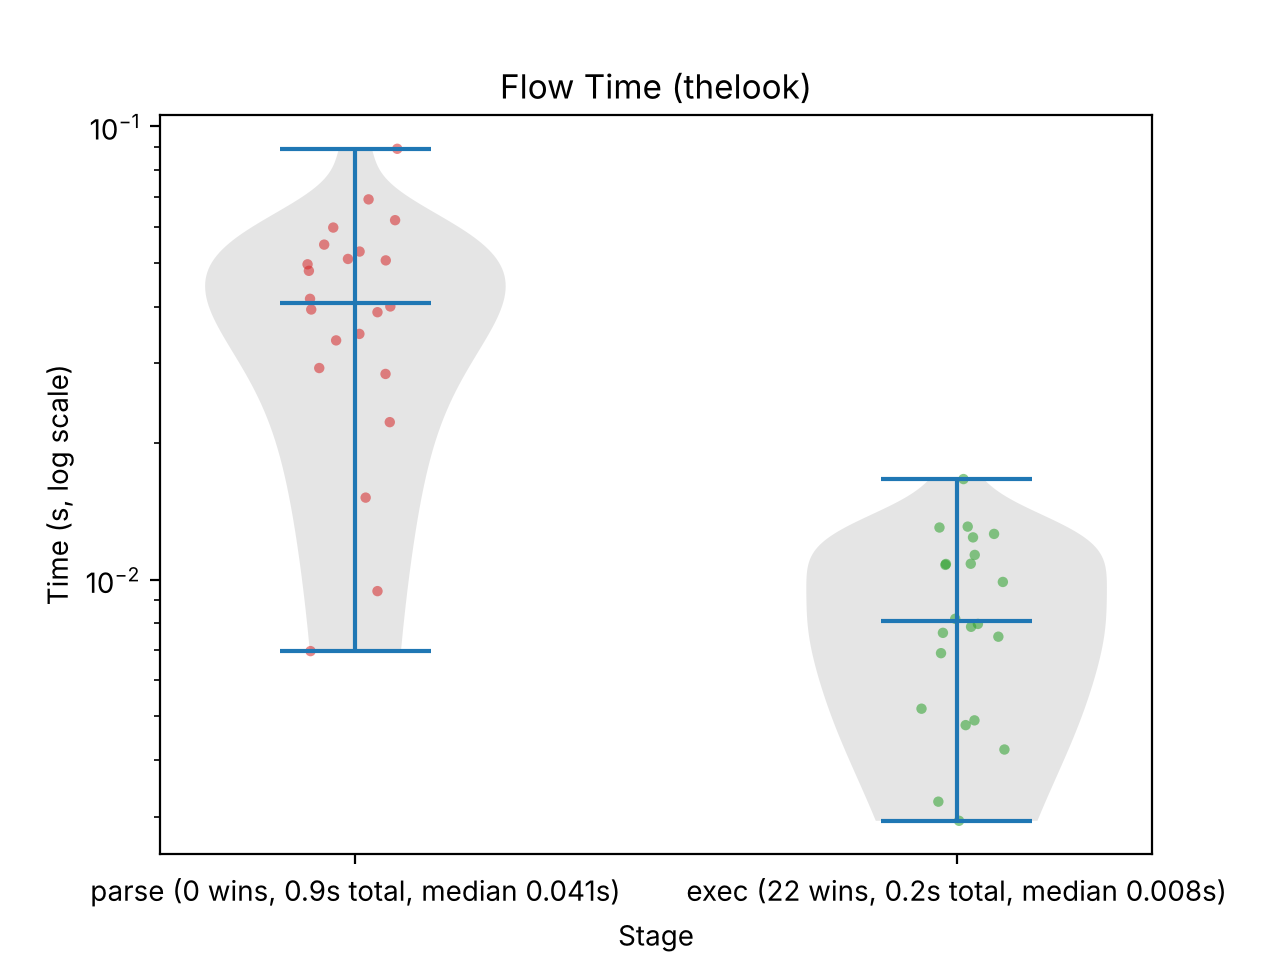 Flow Time (thelook)
10⁻¹
10⁻²
Time (s, log scale)
parse (0 wins, 0.9s total, median 0.041s)
exec (22 wins, 0.2s total, median 0.008s)
Stage